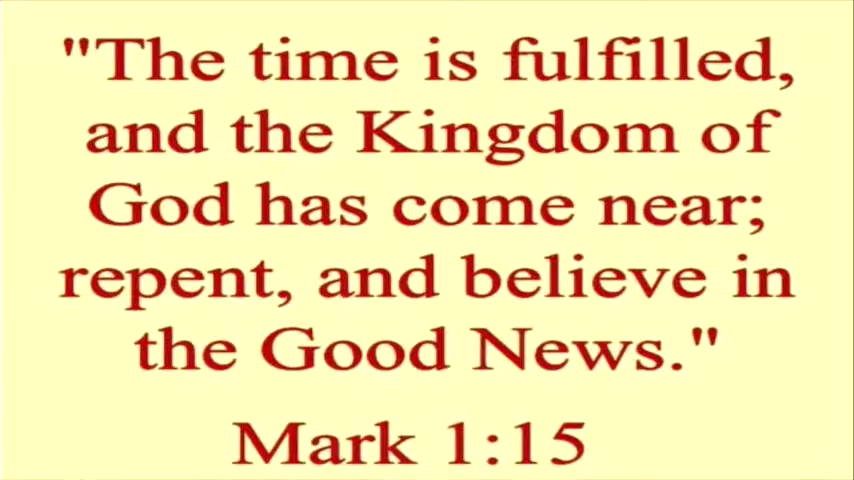 "The time is fulfilled,
and the Kingdom of
God has come near;
repent, and believe in
the Good News."
Mark 1:15